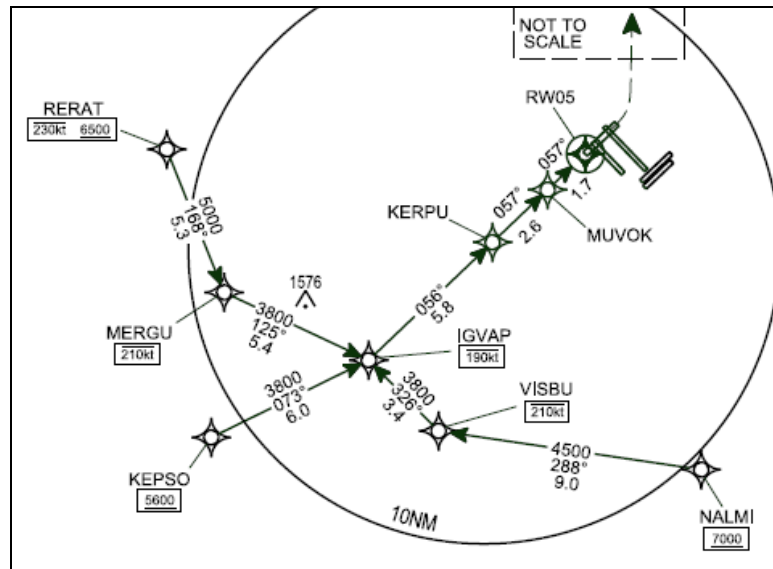 NOT TO
SCALE
RERAT
230kt 6500
RW05
057°
1.7
MUVOK
057°
2.6
KERPU
5000
168°
5.3
MERGU
210kt
1576
3800
125°
5.4
056°
5.8
IGVAP
190kt
3800
326°
3.4
VISBU
210kt
3800
073°
6.0
KEPSO
5600
4500
288°
9.0
NALMI
7000
10NM